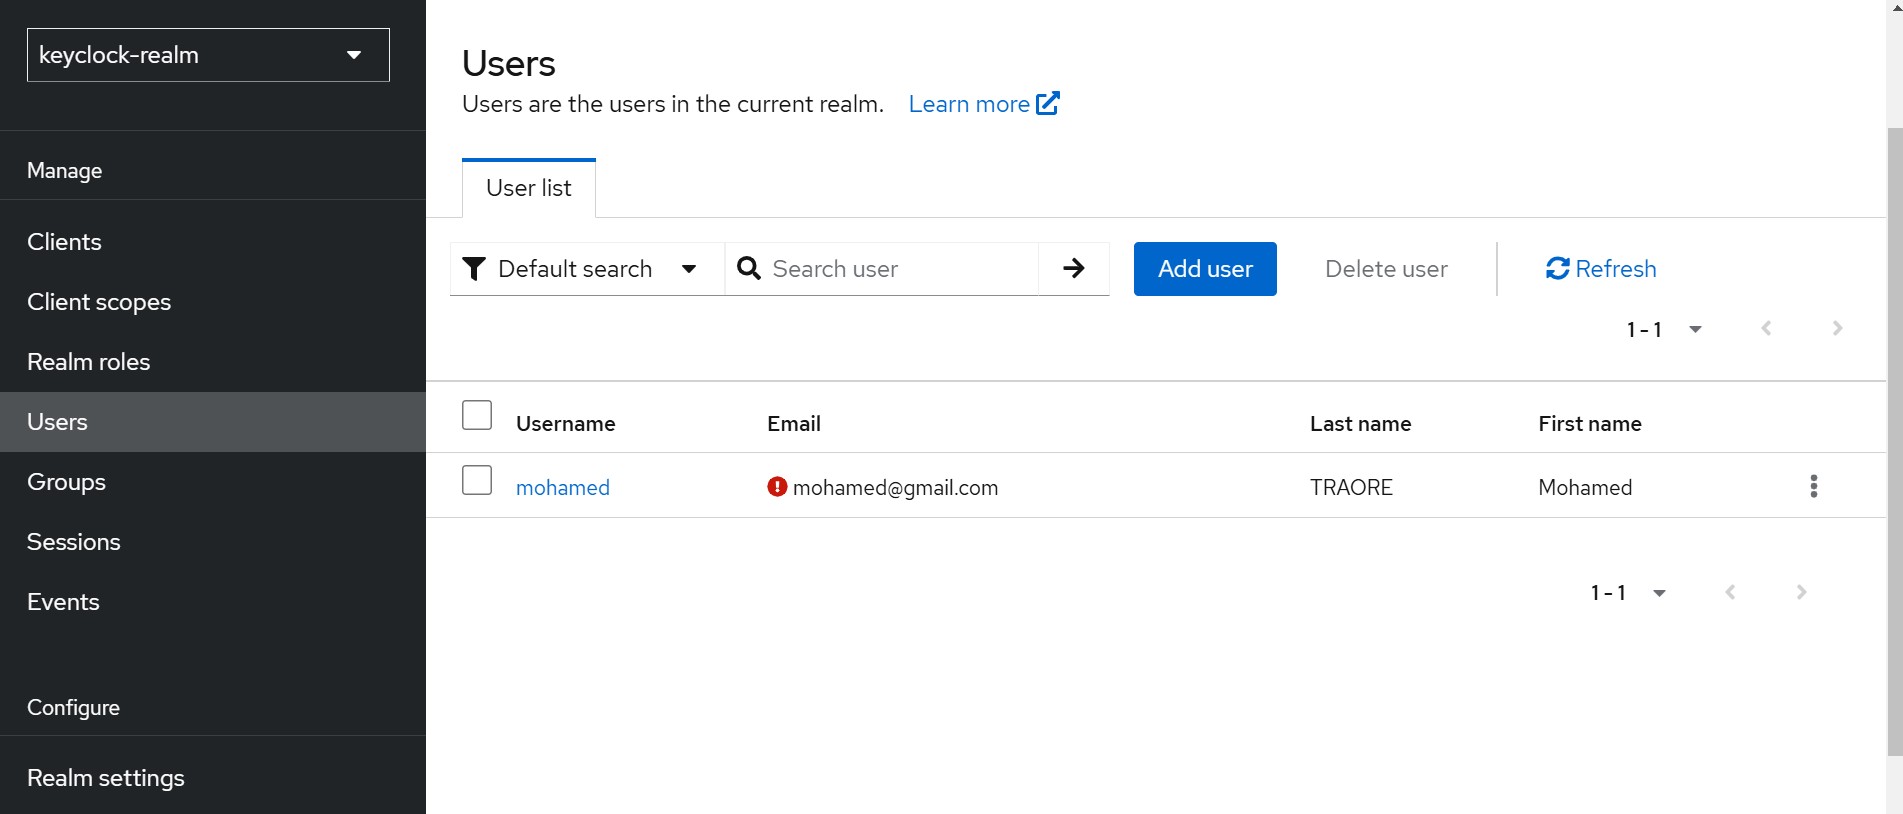 keyclock-realm
Manage
Clients
Client scopes
Realm roles
Users
Groups
Sessions
Events
Configure
Realm settings
Users
Users are the users in the current realm. Learn more
User list
Default search Search user Add user Delete user Refresh
1 - 1
Username Email Last name First name
mohamed mohamed@gmail.com TRAORE Mohamed
1 - 1